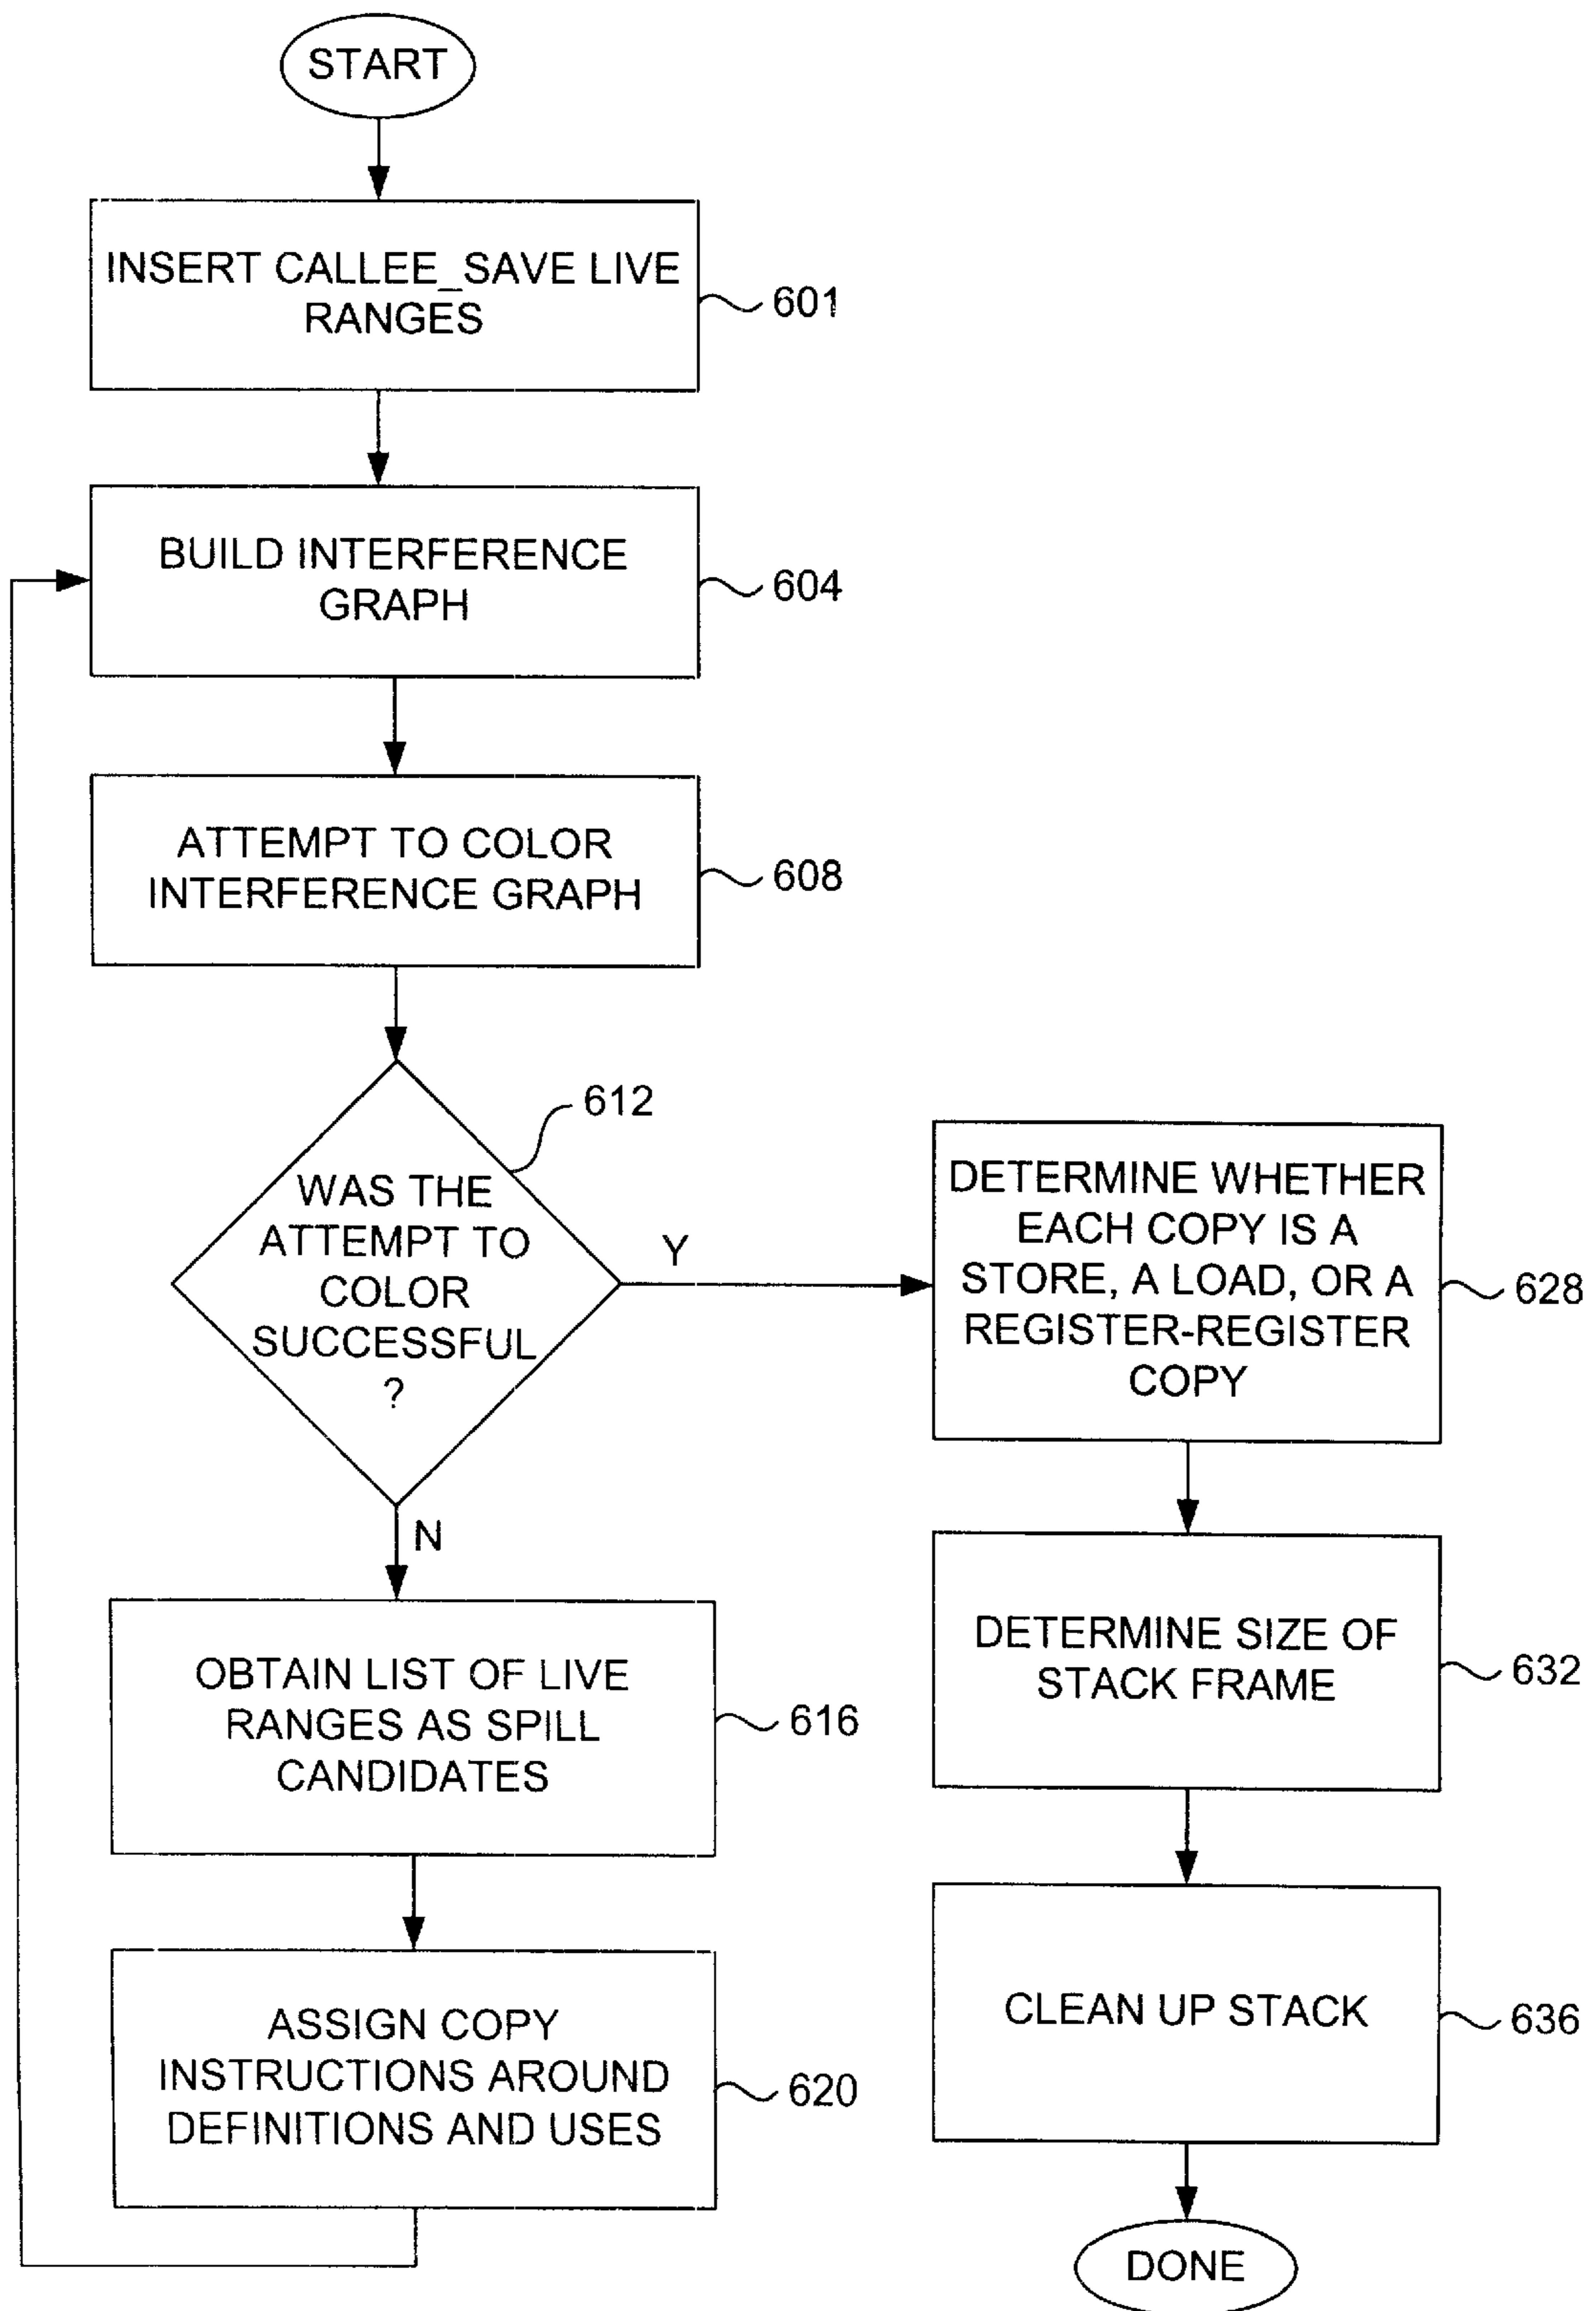 START
INSERT CALLEE_SAVE LIVE
RANGES
601
BUILD INTERFERENCE
GRAPH
604
ATTEMPT TO COLOR
INTERFERENCE GRAPH
608
612
WAS THE
ATTEMPT TO
COLOR
SUCCESSFUL
?
Y
N
OBTAIN LIST OF LIVE
RANGES AS SPILL
CANDIDATES
616
ASSIGN COPY
INSTRUCTIONS AROUND
DEFINITIONS AND USES
620
DETERMINE WHETHER
EACH COPY IS A
STORE, A LOAD, OR A
REGISTER-REGISTER
COPY
628
DETERMINE SIZE OF
STACK FRAME
632
CLEAN UP STACK
636
DONE